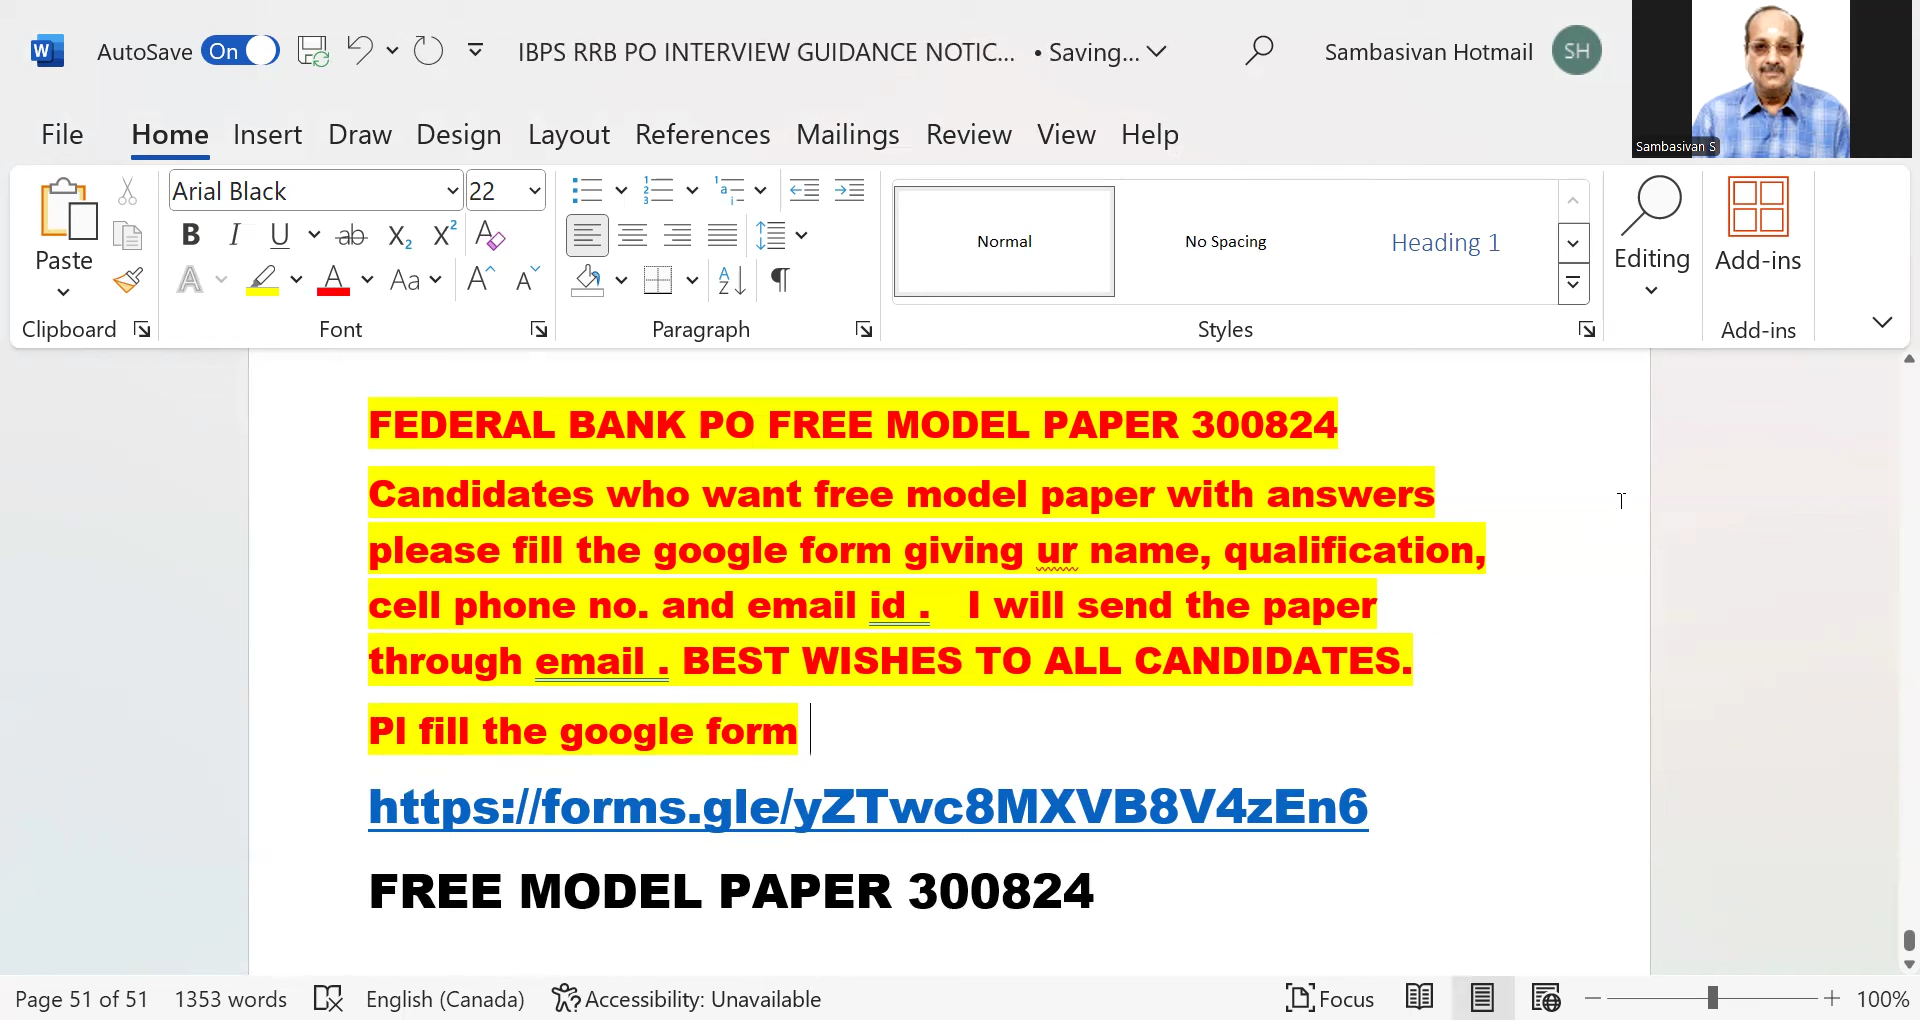 AutoSave On IBPS RRB PO INTERVIEW GUIDANCE NOTIC... • Saving... Sambasivan Hotmail SH
Sambasivan S
File Home Insert Draw Design Layout References Mailings Review View Help
Arial Black 22
Paste
Normal No Spacing Heading 1
Editing Add-ins
Clipboard Font Paragraph Styles Add-ins
FEDERAL BANK PO FREE MODEL PAPER 300824
Candidates who want free model paper with answers
please fill the google form giving ur name, qualification,
cell phone no. and email id .   I will send the paper
through email . BEST WISHES TO ALL CANDIDATES.
Pl fill the google form
https://forms.gle/yZTwc8MXVB8V4zEn6
FREE MODEL PAPER 300824
Page 51 of 51 1353 words English (Canada) Accessibility: Unavailable Focus 100%